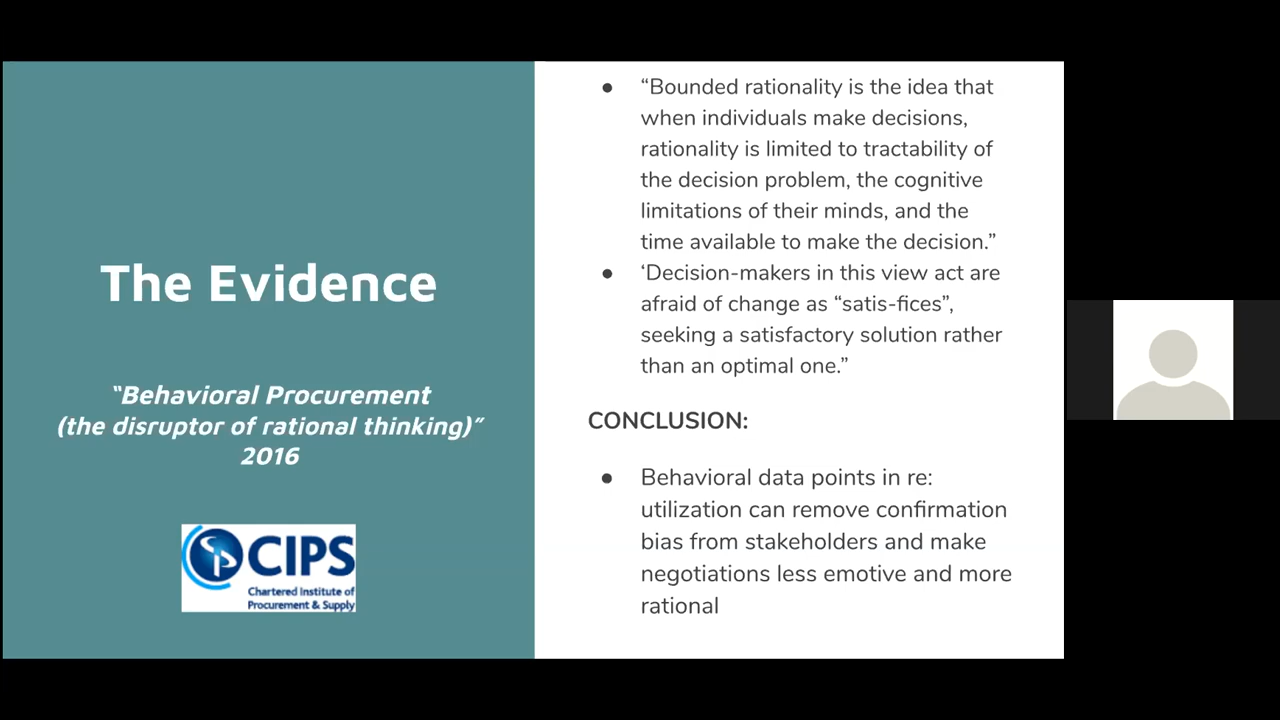 The Evidence
“Behavioral Procurement
(the disruptor of rational thinking)”
2016
CIPS
Chartered Institute of
Procurement & Supply
● “Bounded rationality is the idea that
when individuals make decisions,
rationality is limited to tractability of
the decision problem, the cognitive
limitations of their minds, and the
time available to make the decision.”
● ‘Decision-makers in this view act are
afraid of change as “satis-fices”,
seeking a satisfactory solution rather
than an optimal one.”
CONCLUSION:
● Behavioral data points in re:
utilization can remove confirmation
bias from stakeholders and make
negotiations less emotive and more
rational